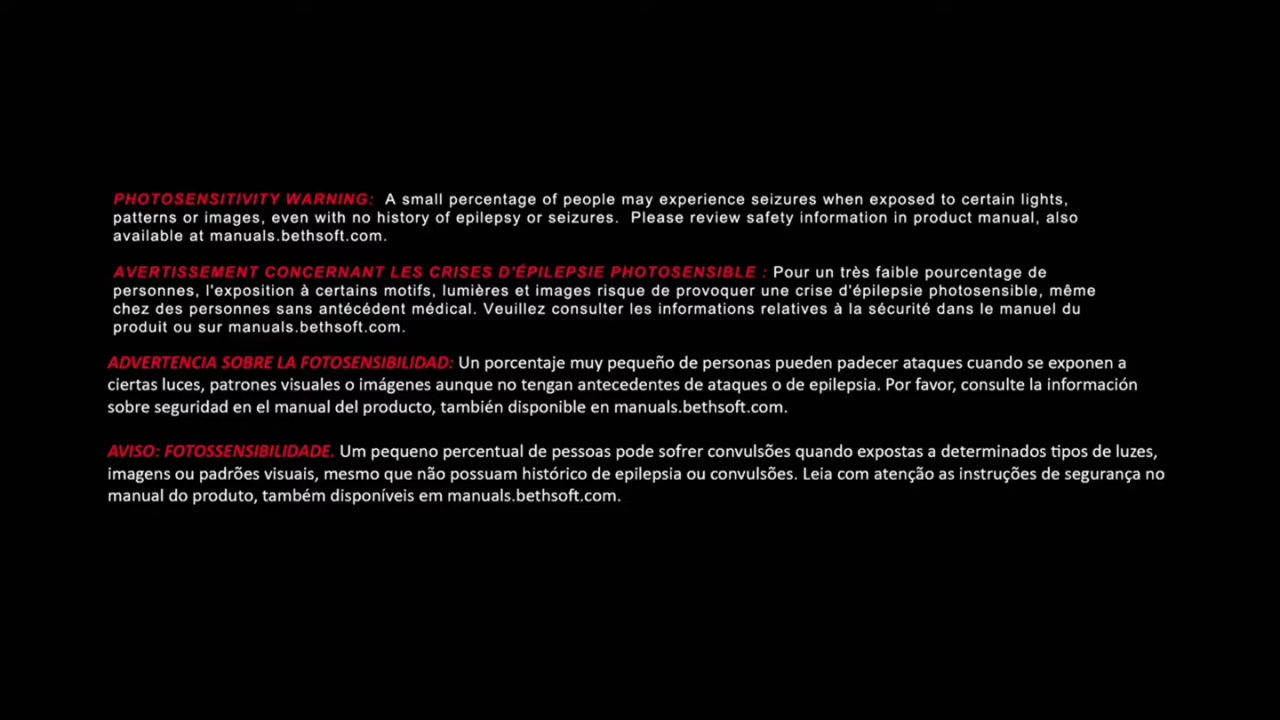 PHOTOSENSITIVITY WARNING: A small percentage of people may experience seizures when exposed to certain lights,
patterns or images, even with no history of epilepsy or seizures. Please review safety information in product manual, also
available at manuals.bethsoft.com.
AVERTISSEMENT CONCERNANT LES CRISES D'ÉPILEPSIE PHOTOSENSIBLE : Pour un très faible pourcentage de
personnes, l'exposition à certains motifs, lumières et images risque de provoquer une crise d'épilepsie photosensible, même
chez des personnes sans antécédent médical. Veuillez consulter les informations relatives à la sécurité dans le manuel du
produit ou sur manuals.bethsoft.com.
ADVERTENCIA SOBRE LA FOTOSENSIBILIDAD: Un porcentaje muy pequeño de personas pueden padecer ataques cuando se exponen a
ciertas luces, patrones visuales o imágenes aunque no tengan antecedentes de ataques o de epilepsia. Por favor, consulte la información
sobre seguridad en el manual del producto, también disponible en manuals.bethsoft.com.
AVISO: FOTOSSENSIBILIDADE. Um pequeno percentual de pessoas pode sofrer convulsões quando expostas a determinados tipos de luzes,
imagens ou padrões visuais, mesmo que não possuam histórico de epilepsia ou convulsões. Leia com atenção as instruções de segurança no
manual do produto, também disponíveis em manuals.bethsoft.com.